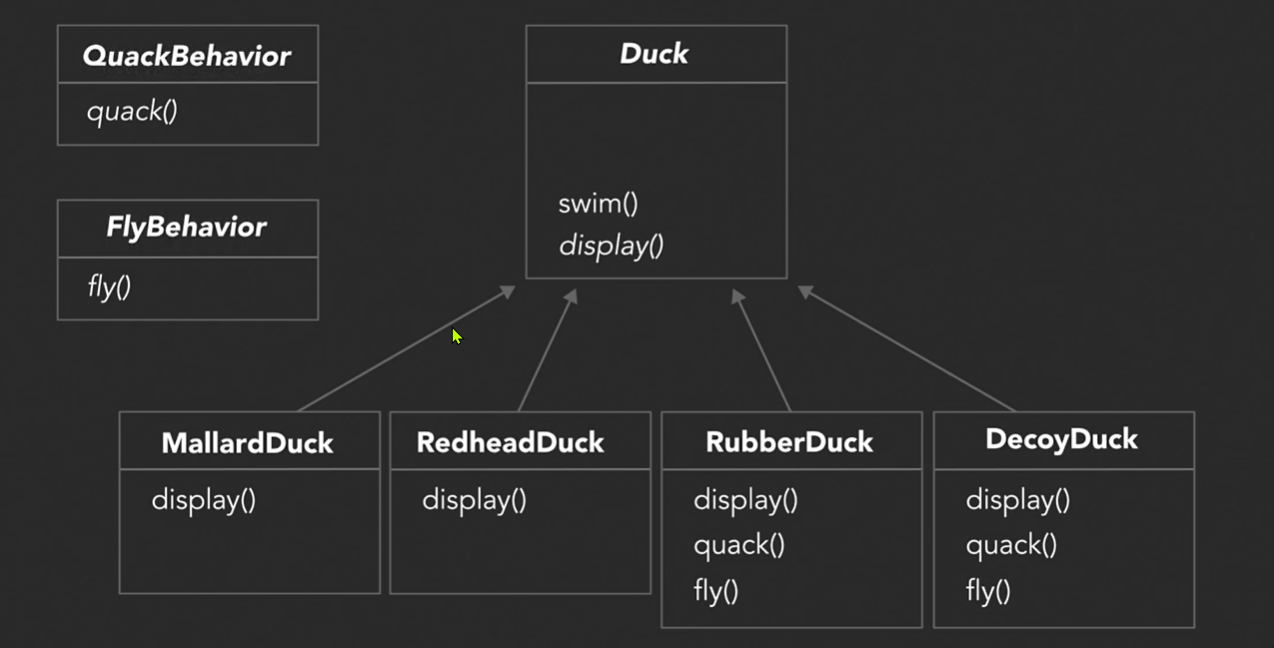 QuackBehavior
quack()
FlyBehavior
fly()
Duck
swim()
display()
MallardDuck
display()
RedheadDuck
display()
RubberDuck
display()
quack()
fly()
DecoyDuck
display()
quack()
fly()